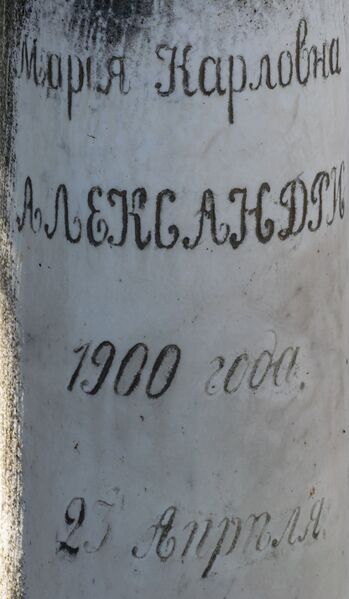 Марія Карловна
АЛЕКСАНДРИ
1900 года.
23 Апрѣля